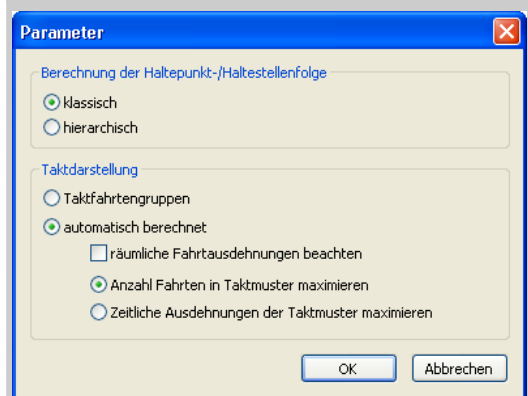 Parameter
Berechnung der Haltepunkt-/Haltestellenfolge
klassisch
hierarchisch
Taktdarstellung
Taktfahrtengruppen
automatisch berechnet
räumliche Fahrtausdehnungen beachten
Anzahl Fahrten in Taktmuster maximieren
Zeitliche Ausdehnungen der Taktmuster maximieren
OK Abbrechen